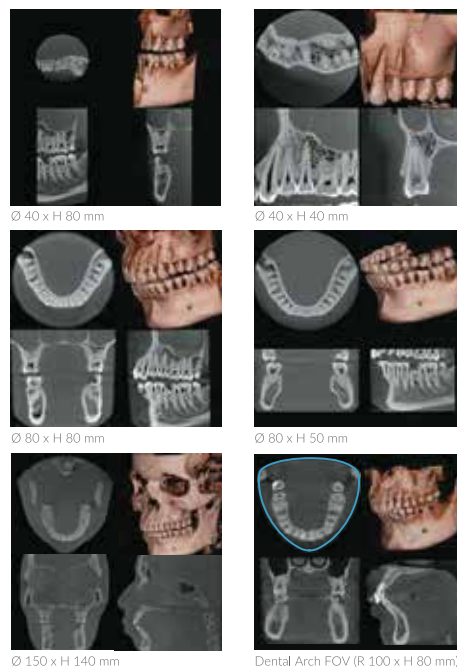 Ø 40 x H 80 mm
Ø 40 x H 40 mm
Ø 80 x H 80 mm
Ø 80 x H 50 mm
Ø 150 x H 140 mm
Dental Arch FOV (R 100 x H 80 mm)